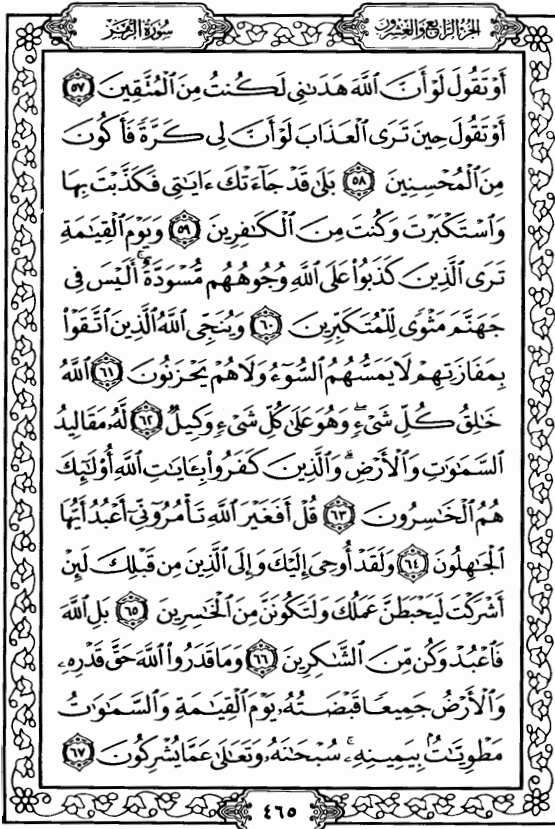 الجزء الرابع والعشرون
سورة الزمر
أَوْ تَقُولَ لَوْ أَنَّ ٱللَّهَ هَدَىٰنِى لَكُنتُ مِنَ ٱلْمُتَّقِينَ ٥٧
أَوْ تَقُولَ حِينَ تَرَى ٱلْعَذَابَ لَوْ أَنَّ لِى كَرَّةً فَأَكُونَ
مِنَ ٱلْمُحْسِنِينَ ٥٨ بَلَىٰ قَدْ جَآءَتْكَ ءَايَٰتِى فَكَذَّبْتَ بِهَا
وَٱسْتَكْبَرْتَ وَكُنتَ مِنَ ٱلْكَٰفِرِينَ ٥٩ وَيَوْمَ ٱلْقِيَٰمَةِ
تَرَى ٱلَّذِينَ كَذَبُوا۟ عَلَى ٱللَّهِ وُجُوهُهُم مُّسْوَدَّةٌ ۚ أَلَيْسَ فِى
جَهَنَّمَ مَثْوًى لِّلْمُتَكَبِّرِينَ ٦٠ وَيُنَجِّى ٱللَّهُ ٱلَّذِينَ ٱتَّقَوْا۟
بِمَفَازَتِهِمْ لَا يَمَسُّهُمُ ٱلسُّوٓءُ وَلَا هُمْ يَحْزَنُونَ ٦١ ٱللَّهُ
خَٰلِقُ كُلِّ شَىْءٍ ۖ وَهُوَ عَلَىٰ كُلِّ شَىْءٍ وَكِيلٌ ٦٢ لَّهُۥ مَقَالِيدُ
ٱلسَّمَٰوَٰتِ وَٱلْأَرْضِ ۗ وَٱلَّذِينَ كَفَرُوا۟ بِـَٔايَٰتِ ٱللَّهِ أُو۟لَٰٓئِكَ
هُمُ ٱلْخَٰسِرُونَ ٦٣ قُلْ أَفَغَيْرَ ٱللَّهِ تَأْمُرُوٓنِّىٓ أَعْبُدُ أَيُّهَا
ٱلْجَٰهِلُونَ ٦٤ وَلَقَدْ أُوحِىَ إِلَيْكَ وَإِلَى ٱلَّذِينَ مِن قَبْلِكَ لَئِنْ
أَشْرَكْتَ لَيَحْبَطَنَّ عَمَلُكَ وَلَتَكُونَنَّ مِنَ ٱلْخَٰسِرِينَ ٦٥ بَلِ ٱللَّهَ
فَٱعْبُدْ وَكُن مِّنَ ٱلشَّٰكِرِينَ ٦٦ وَمَا قَدَرُوا۟ ٱللَّهَ حَقَّ قَدْرِهِۦ
وَٱلْأَرْضُ جَمِيعًا قَبْضَتُهُۥ يَوْمَ ٱلْقِيَٰمَةِ وَٱلسَّمَٰوَٰتُ
مَطْوِيَّٰتٌۢ بِيَمِينِهِۦ ۚ سُبْحَٰنَهُۥ وَتَعَٰلَىٰ عَمَّا يُشْرِكُونَ ٦٧
٤٦٥